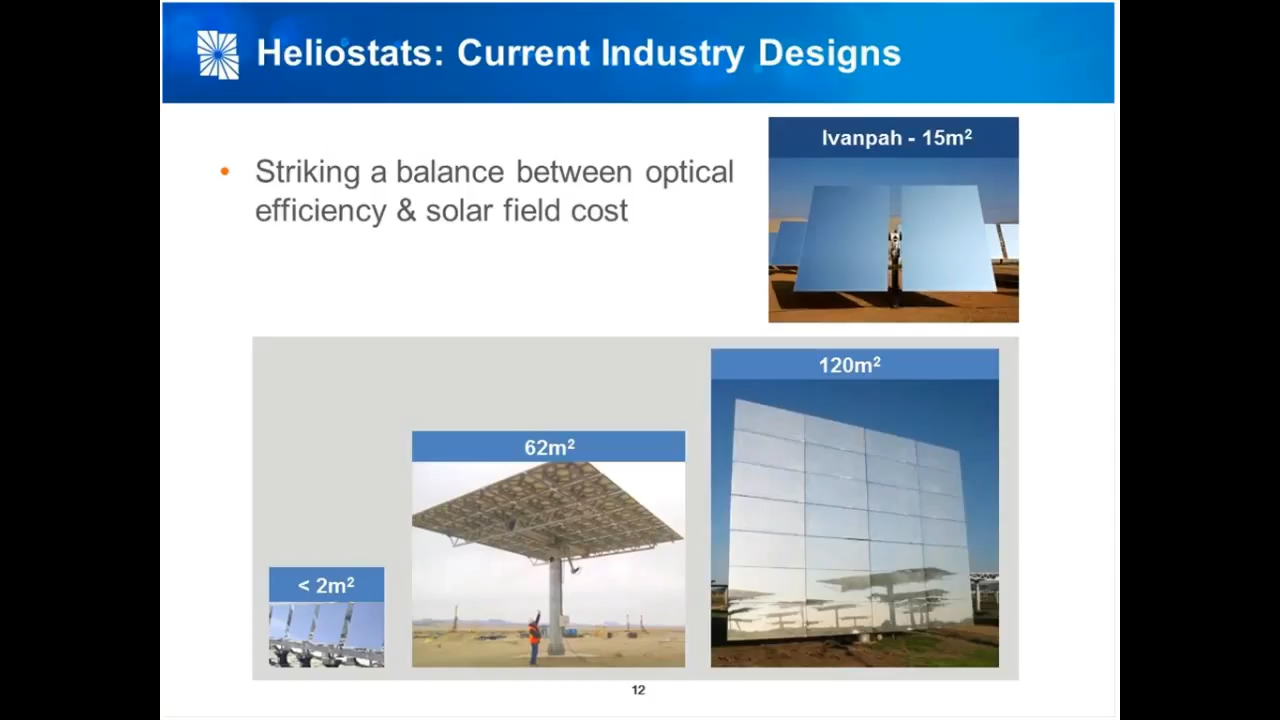 Heliostats: Current Industry Designs
Striking a balance between optical
efficiency & solar field cost
Ivanpah - 15m²
120m²
62m²
< 2m²
12